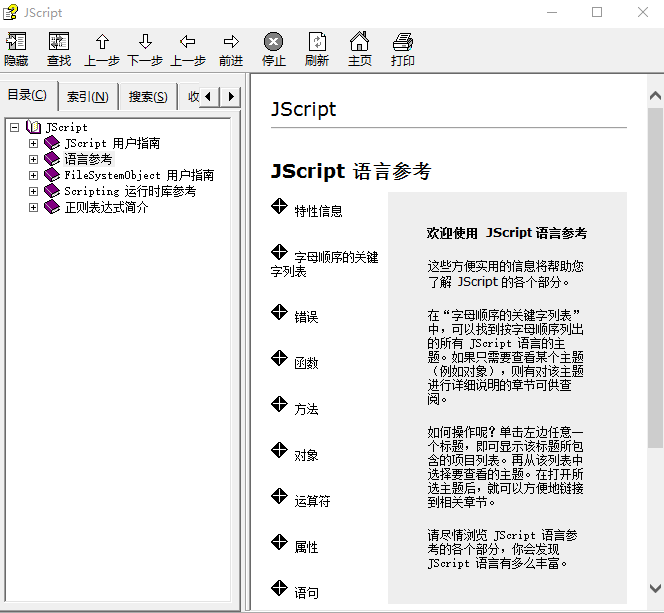 JScript
隐藏 查找 上一步 下一步 上一步 前进 停止 刷新 主页 打印
目录(C) 索引(N) 搜索(S) 收
JScript
JScript 用户指南
语言参考
FileSystemObject 用户指南
Scripting 运行时库参考
正则表达式简介
JScript
JScript 语言参考
特性信息
字母顺序的关键
字列表
错误
函数
方法
对象
运算符
属性
语句
欢迎使用 JScript 语言参考
这些方便实用的信息将帮助您
了解 JScript 的各个部分。
在“字母顺序的关键字列表”
中，可以找到按字母顺序列出
的所有 JScript 语言的主
题。如果只需要查看某个主题
（例如对象），则有对该主题
进行详细说明的章节可供查
阅。
如何操作呢？单击左边任意一
个标题，即可显示该标题所包
含的项目列表。再从该列表中
选择要查看的主题。在打开所
选主题后，就可以方便地链接
到相关章节。
请尽情浏览 JScript 语言参
考的各个部分，你会发现
JScript 语言有多么丰富。